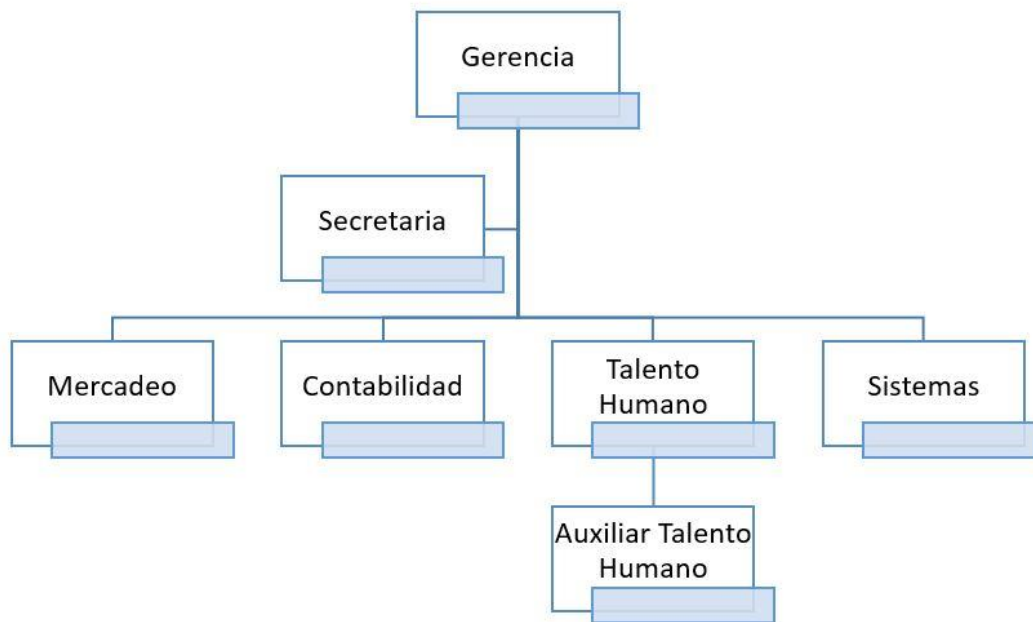 Gerencia
Secretaria
Mercadeo
Contabilidad
Talento
Humano
Sistemas
Auxiliar Talento
Humano